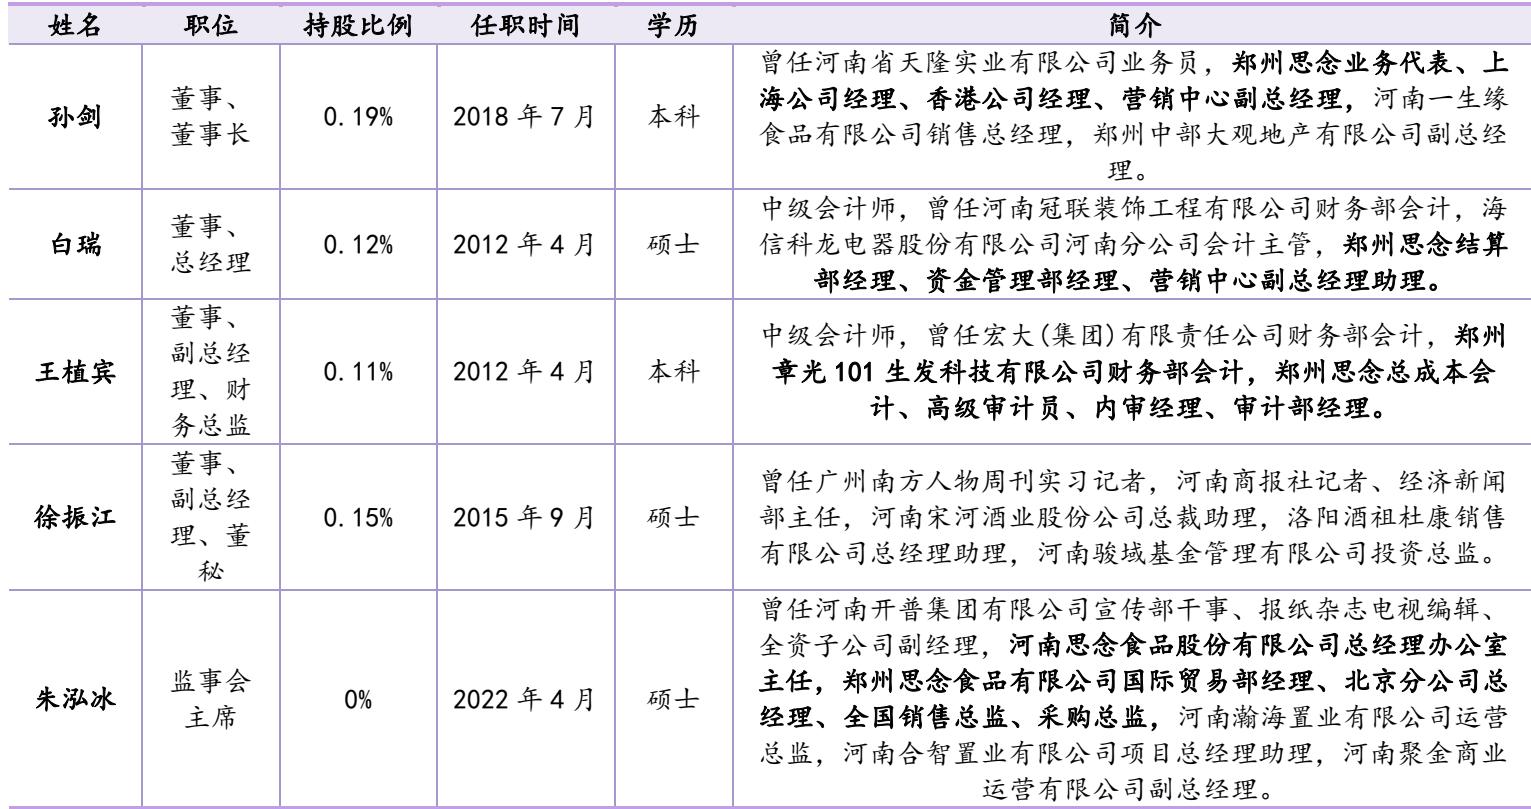 姓名 职位 持股比例 任职时间 学历 简介
孙剑
董事、
董事长
0.19%
2018 年 7 月
本科
曾任河南省天隆实业有限公司业务员，郑州思念业务代表、上
海公司经理、香港公司经理、营销中心副总经理，河南一生缘
食品有限公司销售总经理，郑州中部大观地产有限公司副总经
理。
白瑞
董事、
总经理
0.12%
2012 年 4 月
硕士
中级会计师，曾任河南冠联装饰工程有限公司财务部会计，海
信科龙电器股份有限公司河南分公司会计主管，郑州思念结算
部经理、资金管理部经理、营销中心副总经理助理。
王植宾
董事、
副总经
理、财
务总监
0.11%
2012 年 4 月
本科
中级会计师，曾任宏大(集团)有限责任公司财务部会计，郑州
章光 101 生发科技有限公司财务部会计，郑州思念总成本会
计、高级审计员、内审经理、审计部经理。
徐振江
董事、
副总经
理、董
秘
0.15%
2015 年 9 月
硕士
曾任广州南方人物周刊实习记者，河南商报社记者、经济新闻
部主任，河南宋河酒业股份公司总裁助理，洛阳酒祖杜康销售
有限公司总经理助理，河南骏域基金管理有限公司投资总监。
朱泓冰
监事会
主席
0%
2022 年 4 月
硕士
曾任河南开普集团有限公司宣传部干事、报纸杂志电视编辑、
全资子公司副经理，河南思念食品股份有限公司总经理办公室
主任，郑州思念食品有限公司国际贸易部经理、北京分公司总
经理、全国销售总监、采购总监，河南瀚海置业有限公司运营
总监，河南合智置业有限公司项目总经理助理，河南聚金商业
运营有限公司副总经理。